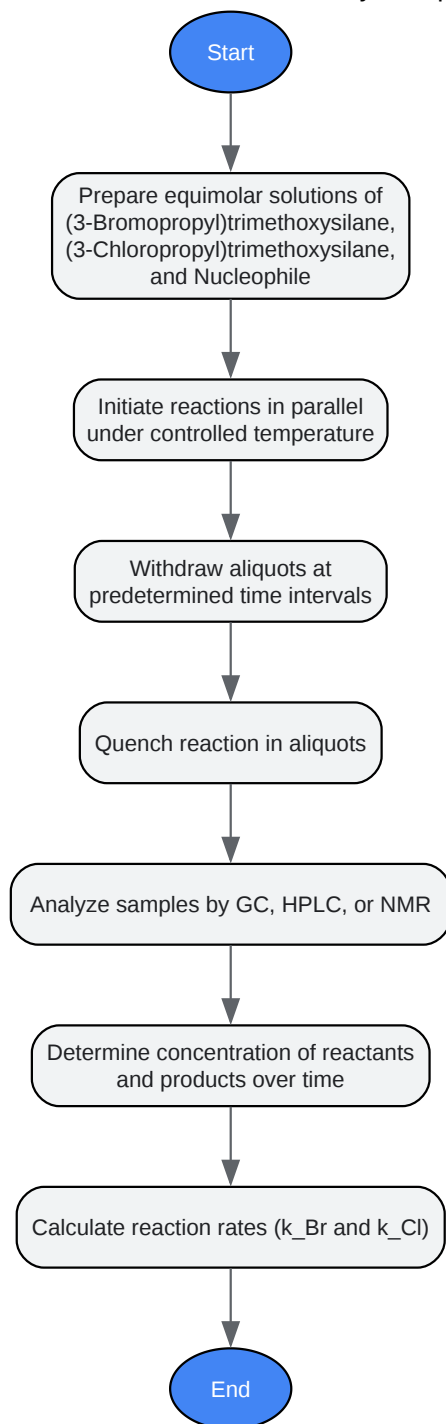 Start
Prepare equimolar solutions of
(3-Bromopropyl)trimethoxysilane,
(3-Chloropropyl)trimethoxysilane,
and Nucleophile
Initiate reactions in parallel
under controlled temperature
Withdraw aliquots at
predetermined time intervals
Quench reaction in aliquots
Analyze samples by GC, HPLC, or NMR
Determine concentration of reactants
and products over time
Calculate reaction rates (k_Br and k_Cl)
End